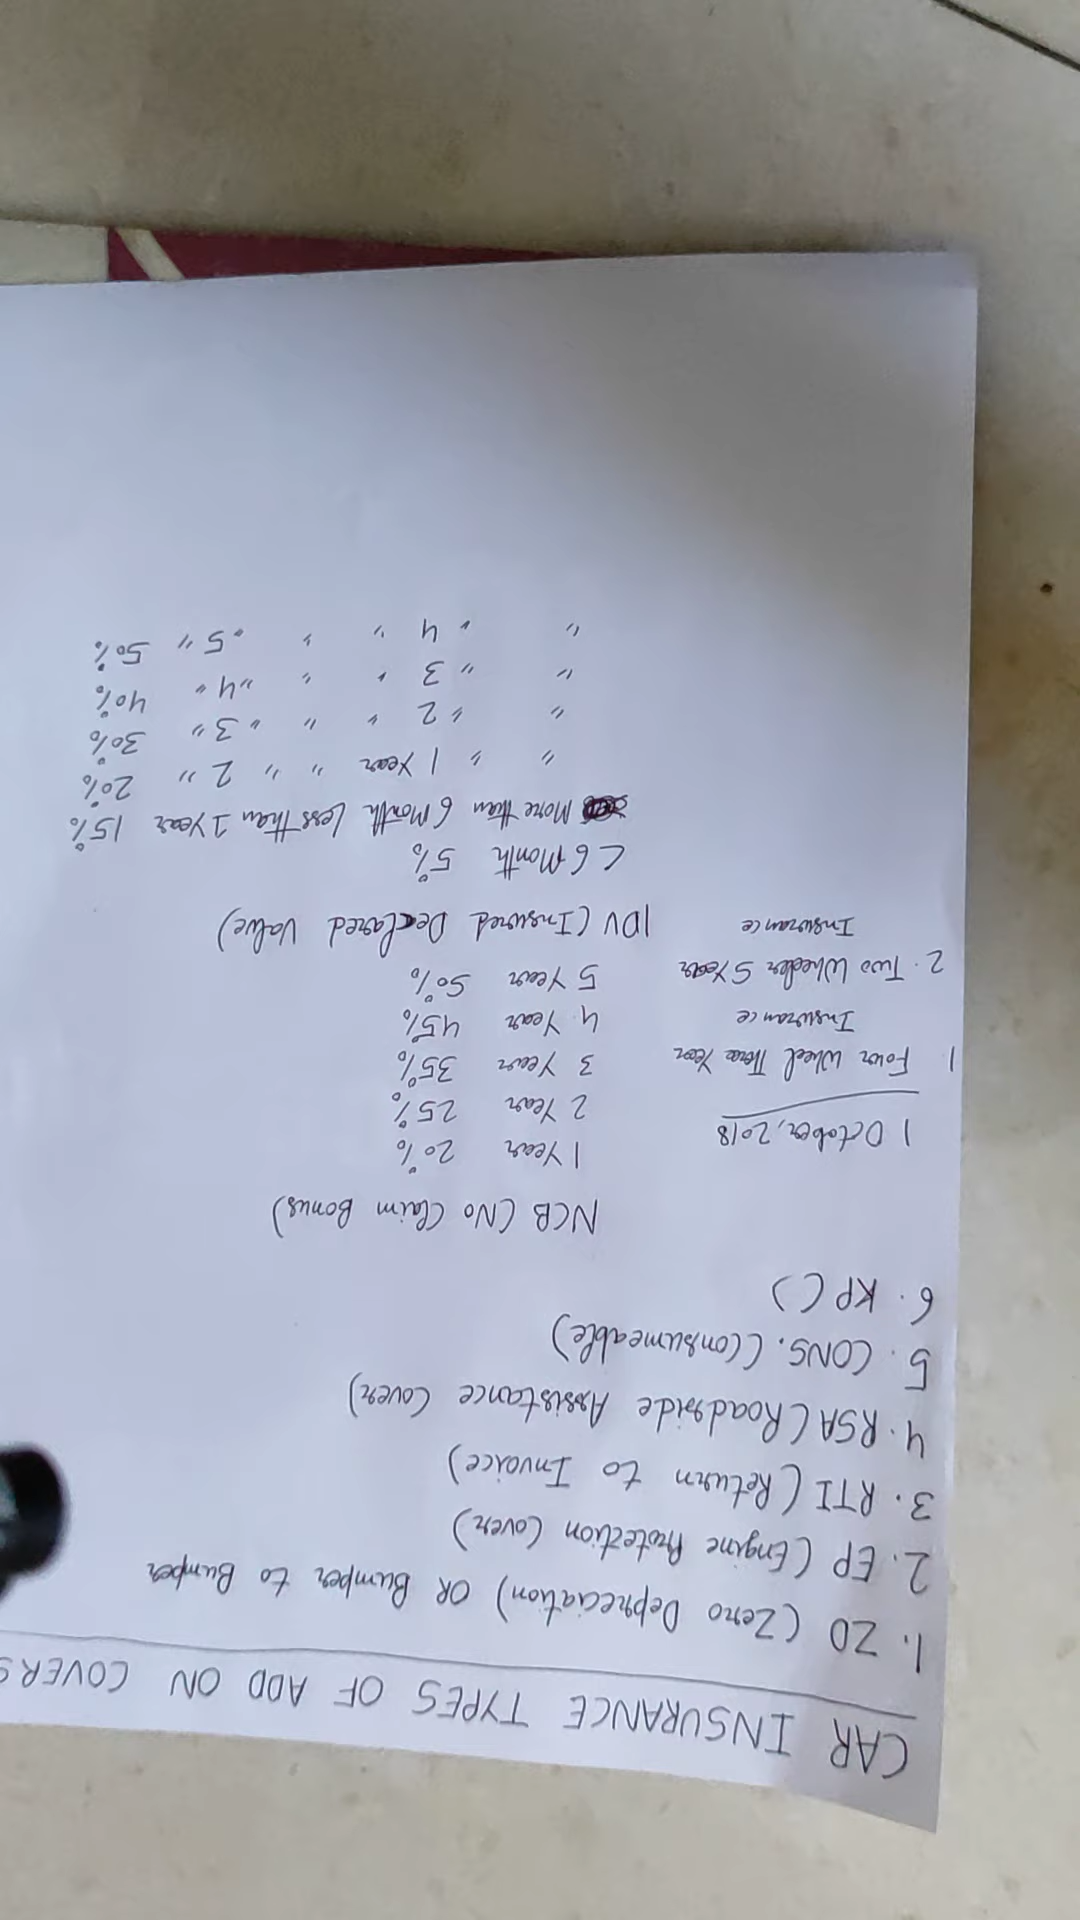 CAR INSURANCE TYPES OF ADD ON COVERS
1. ZD (Zero Depreciation) OR Bumper to Bumper
2. EP (Engine Protection Cover)
3. RTI (Return to Invoice)
4. RSA (Roadside Assistance Cover)
5. CONS. (Consumeable)
6. KP ( )
NCB (No Claim Bonus)
1 Year 20%
2 Year 25%
3 Year 35%
4 Year 45%
5 Year 50%
1 October, 2018
1 Four Wheel Year
Insurance
2. Two Wheeler 5 Year
Insurance
IDV (Insured Declared Value)
< 6 Month 5%
More than 6 Month Less than 1 Year 15%
" " 1 Year " " 2 " 20%
" " 2 " " " 3 " 30%
" " 3 " " " 4 " 40%
" " 4 " " " 5 " 50%